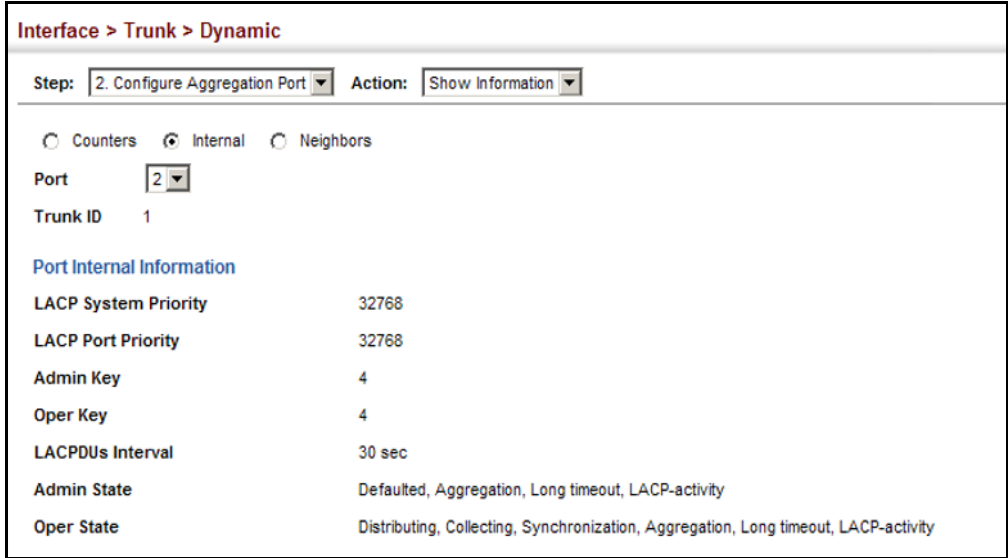 Interface > Trunk > Dynamic
Step: 2. Configure Aggregation Port Action: Show Information
Counters Internal Neighbors
Port 2
Trunk ID 1
Port Internal Information
LACP System Priority 32768
LACP Port Priority 32768
Admin Key 4
Oper Key 4
LACPDUs Interval 30 sec
Admin State Defaulted, Aggregation, Long timeout, LACP-activity
Oper State Distributing, Collecting, Synchronization, Aggregation, Long timeout, LACP-activity